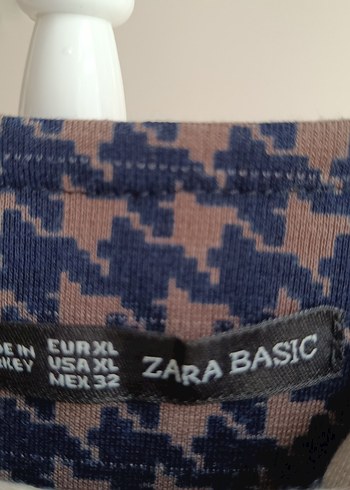 DE IN
KEY
EUR XL
USA XL
MEX 32
ZARA BASIC